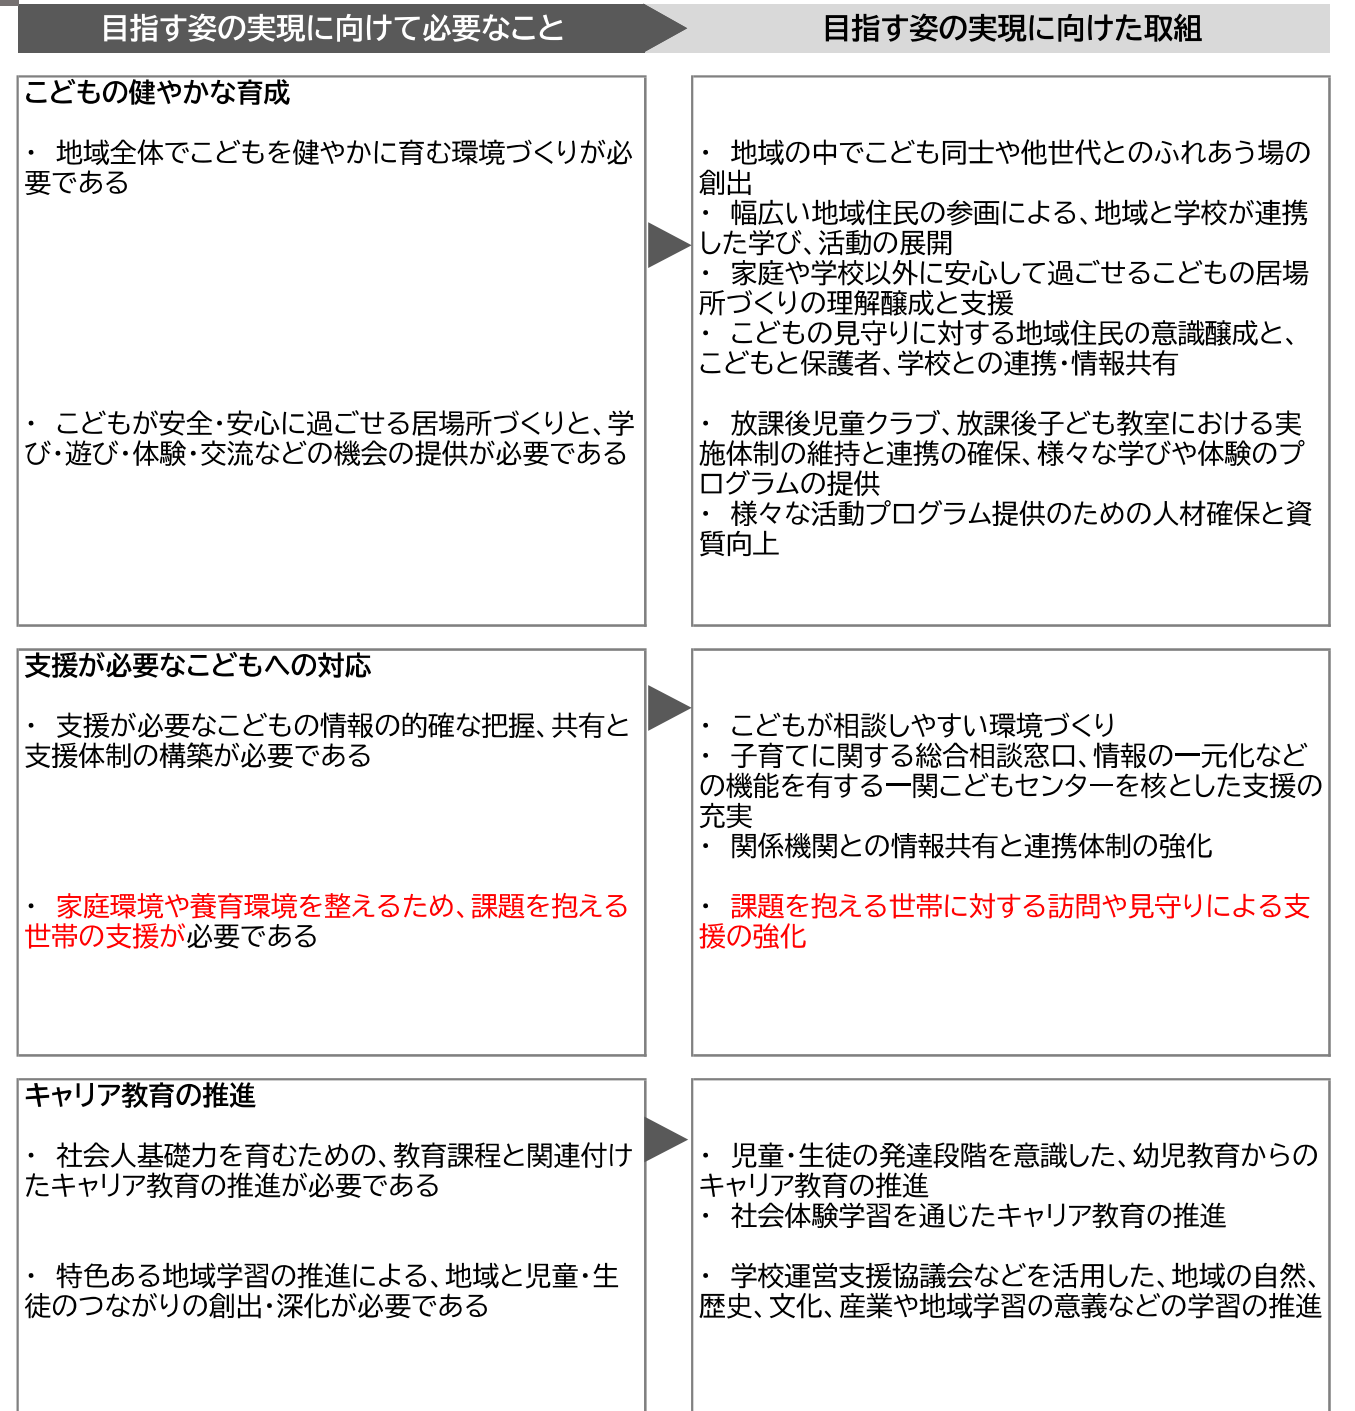 目指す姿の実現に向けて必要なこと
目指す姿の実現に向けた取組
こどもの健やかな育成
・ 地域全体でこどもを健やかに育む環境づくりが必
要である
・ こどもが安全・安心に過ごせる居場所づくりと、学
び・遊び・体験・交流などの機会の提供が必要である
・ 地域の中でこども同士や他世代とのふれあう場の
創出
・ 幅広い地域住民の参画による、地域と学校が連携
した学び、活動の展開
・ 家庭や学校以外に安心して過ごせるこどもの居場
所づくりの理解醸成と支援
・ こどもの見守りに対する地域住民の意識醸成と、
こどもと保護者、学校との連携・情報共有
・ 放課後児童クラブ、放課後子ども教室における実
施体制の維持と連携の確保、様々な学びや体験のプ
ログラムの提供
・ 様々な活動プログラム提供のための人材確保と資
質向上
支援が必要なこどもへの対応
・ 支援が必要なこどもの情報の的確な把握、共有と
支援体制の構築が必要である
・ 家庭環境や養育環境を整えるため、課題を抱える
世帯の支援が必要である
・ こどもが相談しやすい環境づくり
・ 子育てに関する総合相談窓口、情報の一元化など
の機能を有する一関こどもセンターを核とした支援の
充実
・ 関係機関との情報共有と連携体制の強化
・ 課題を抱える世帯に対する訪問や見守りによる支
援の強化
キャリア教育の推進
・ 社会人基礎力を育むための、教育課程と関連付け
たキャリア教育の推進が必要である
・ 特色ある地域学習の推進による、地域と児童・生
徒のつながりの創出・深化が必要である
・ 児童・生徒の発達段階を意識した、幼児教育からの
キャリア教育の推進
・ 社会体験学習を通じたキャリア教育の推進
・ 学校運営支援協議会などを活用した、地域の自然、
歴史、文化、産業や地域学習の意義などの学習の推進